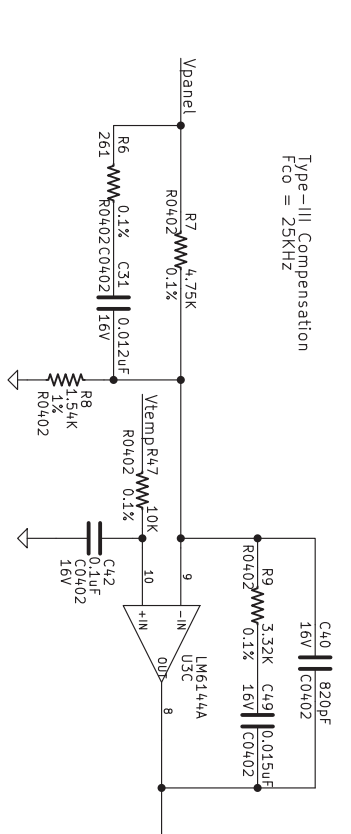 Type-III Compensation
Fco = 25KHz
Vpanel
R7
4.75K
R0402
0.1%
R6
261
0.1%
R0402
C31
0.012uF
C0402
16V
R8
1.54K
1%
R0402
Vtemp
R47
10K
R0402
0.1%
C42
0.1uF
C0402
16V
C40
820pF
16V
C0402
R9
3.32K
R0402
0.1%
C49
0.015uF
16V
C0402
9
10
-IN
+IN
OUT
8
LM6144A
U3C